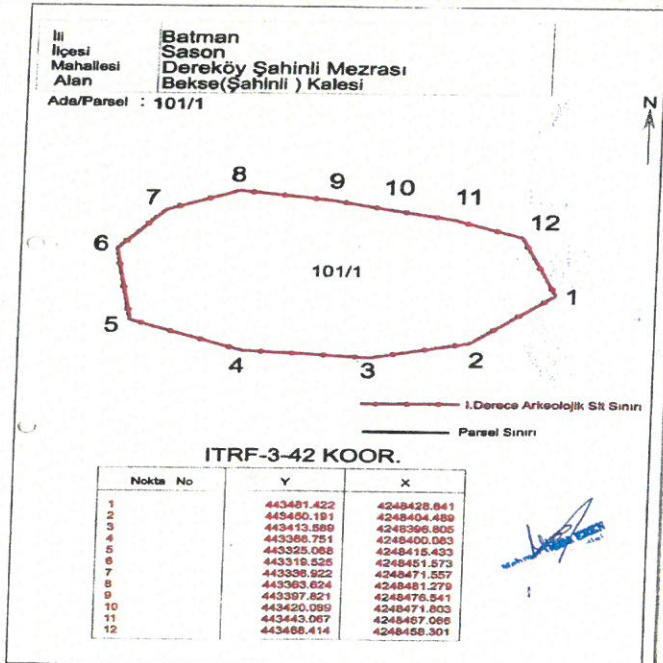 İli Batman
İlçesi Sason
Mahallesi Dereköy Şahinli Mezrası
Alan Bekse(Şahinli ) Kalesi
Ada/Parsel : 101/1
N
8
9
10
11
7
12
6
101/1
1
5
2
4
3
I.Derece Arkeolojik Sit Sınırı
Parsel Sınırı
ITRF-3-42 KOOR.
Nokta No Y X
1 443481.422 4248428.641
2 443450.191 4248404.489
3 443413.589 4248396.805
4 443366.751 4248400.083
5 443325.068 4248415.433
6 443319.525 4248451.573
7 443336.922 4248471.557
8 443363.624 4248481.279
9 443397.821 4248476.541
10 443420.089 4248471.803
11 443443.067 4248467.066
12 443468.414 4248458.301